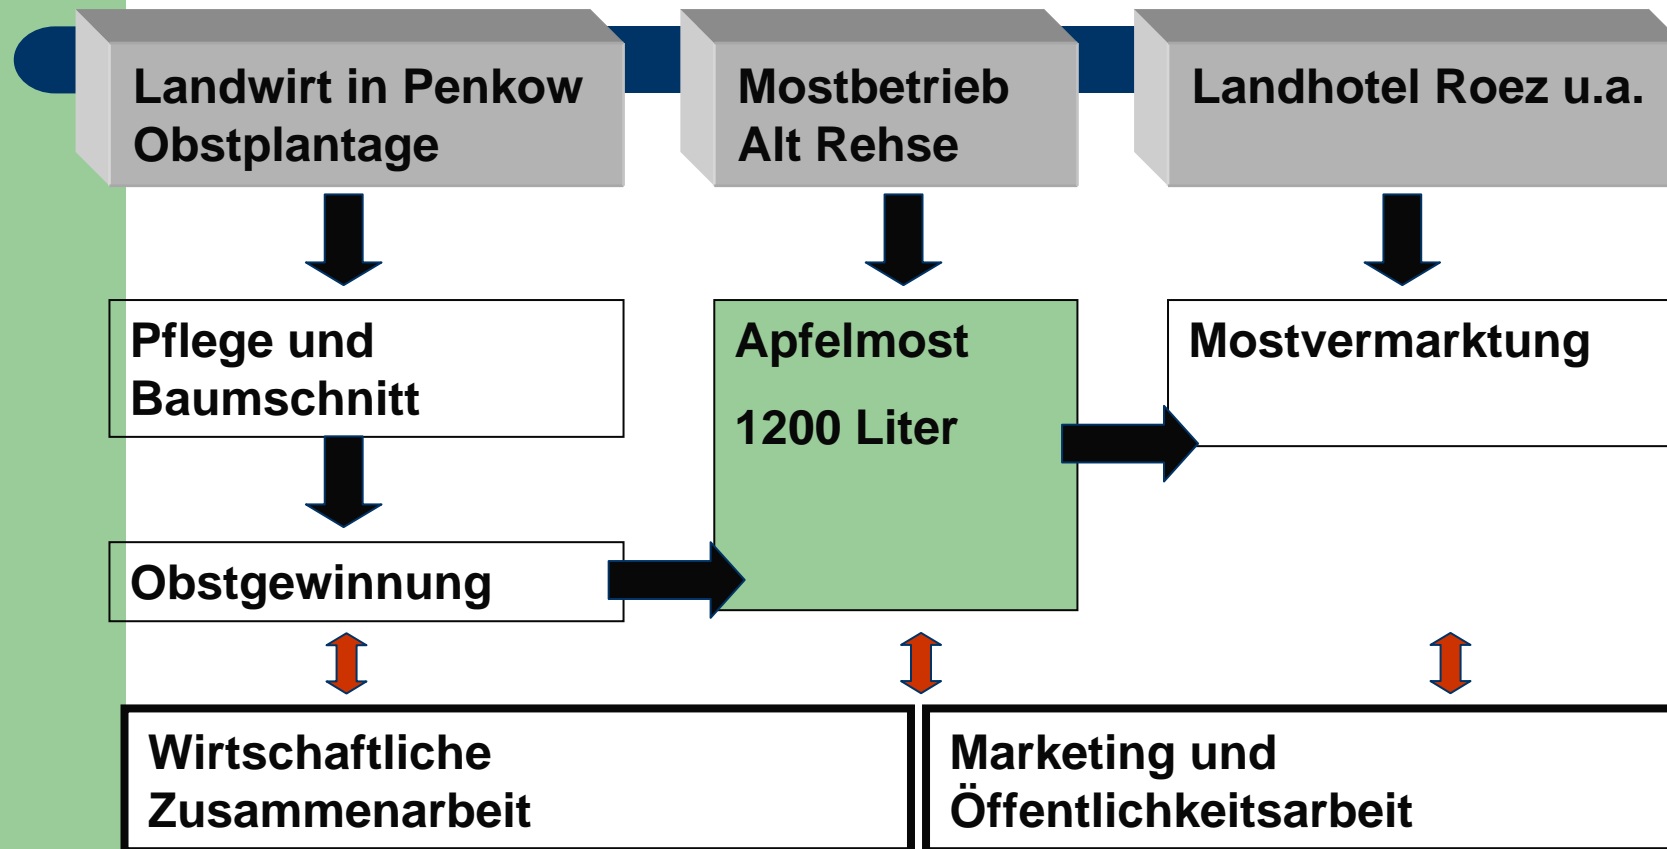 Landwirt in Penkow
Obstplantage
Mostbetrieb
Alt Rehse
Landhotel Roez u.a.
Pflege und
Baumschnitt
Apfelmost
1200 Liter
Mostvermarktung
Obstgewinnung
Wirtschaftliche
Zusammenarbeit
Marketing und
Öffentlichkeitsarbeit